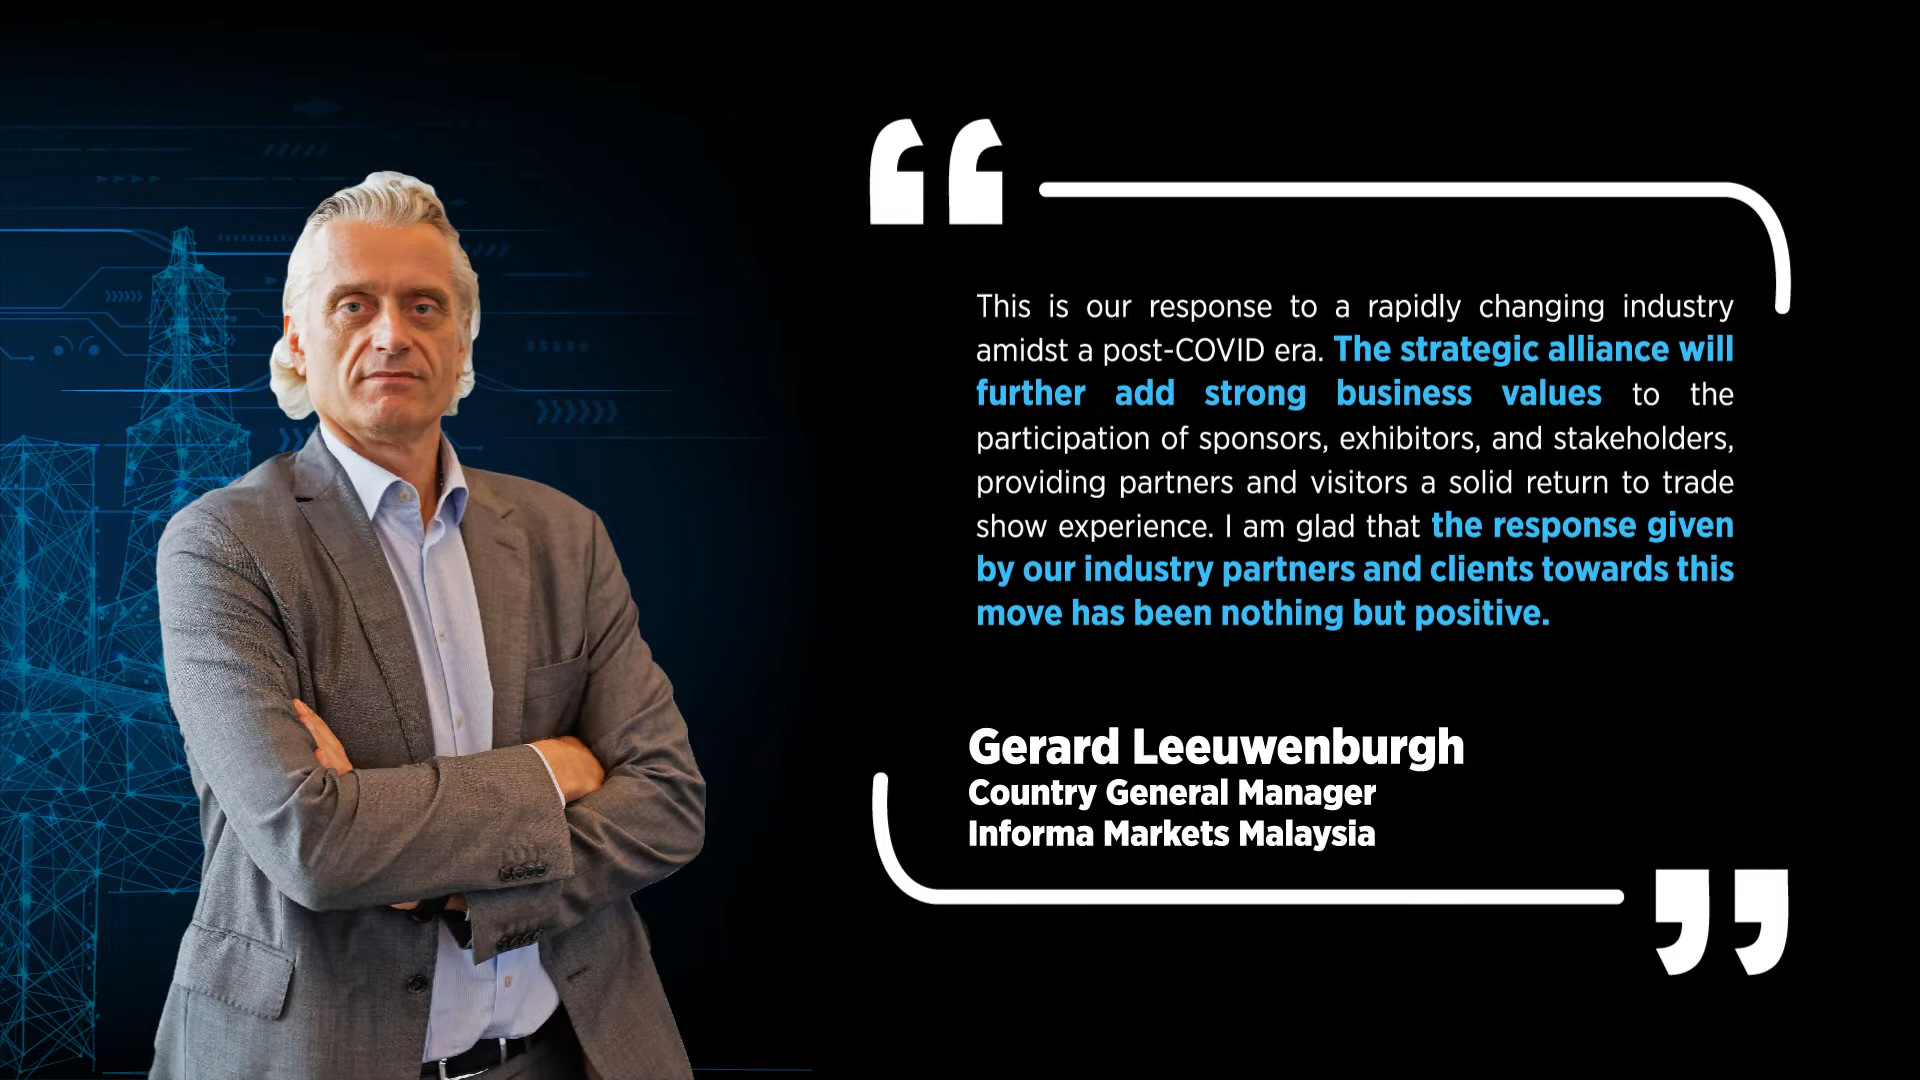 This is our response to a rapidly changing industry
amidst a post-COVID era. The strategic alliance will
further add strong business values to the
participation of sponsors, exhibitors, and stakeholders,
providing partners and visitors a solid return to trade
show experience. I am glad that the response given
by our industry partners and clients towards this
move has been nothing but positive.
Gerard Leeuwenburgh
Country General Manager
Informa Markets Malaysia